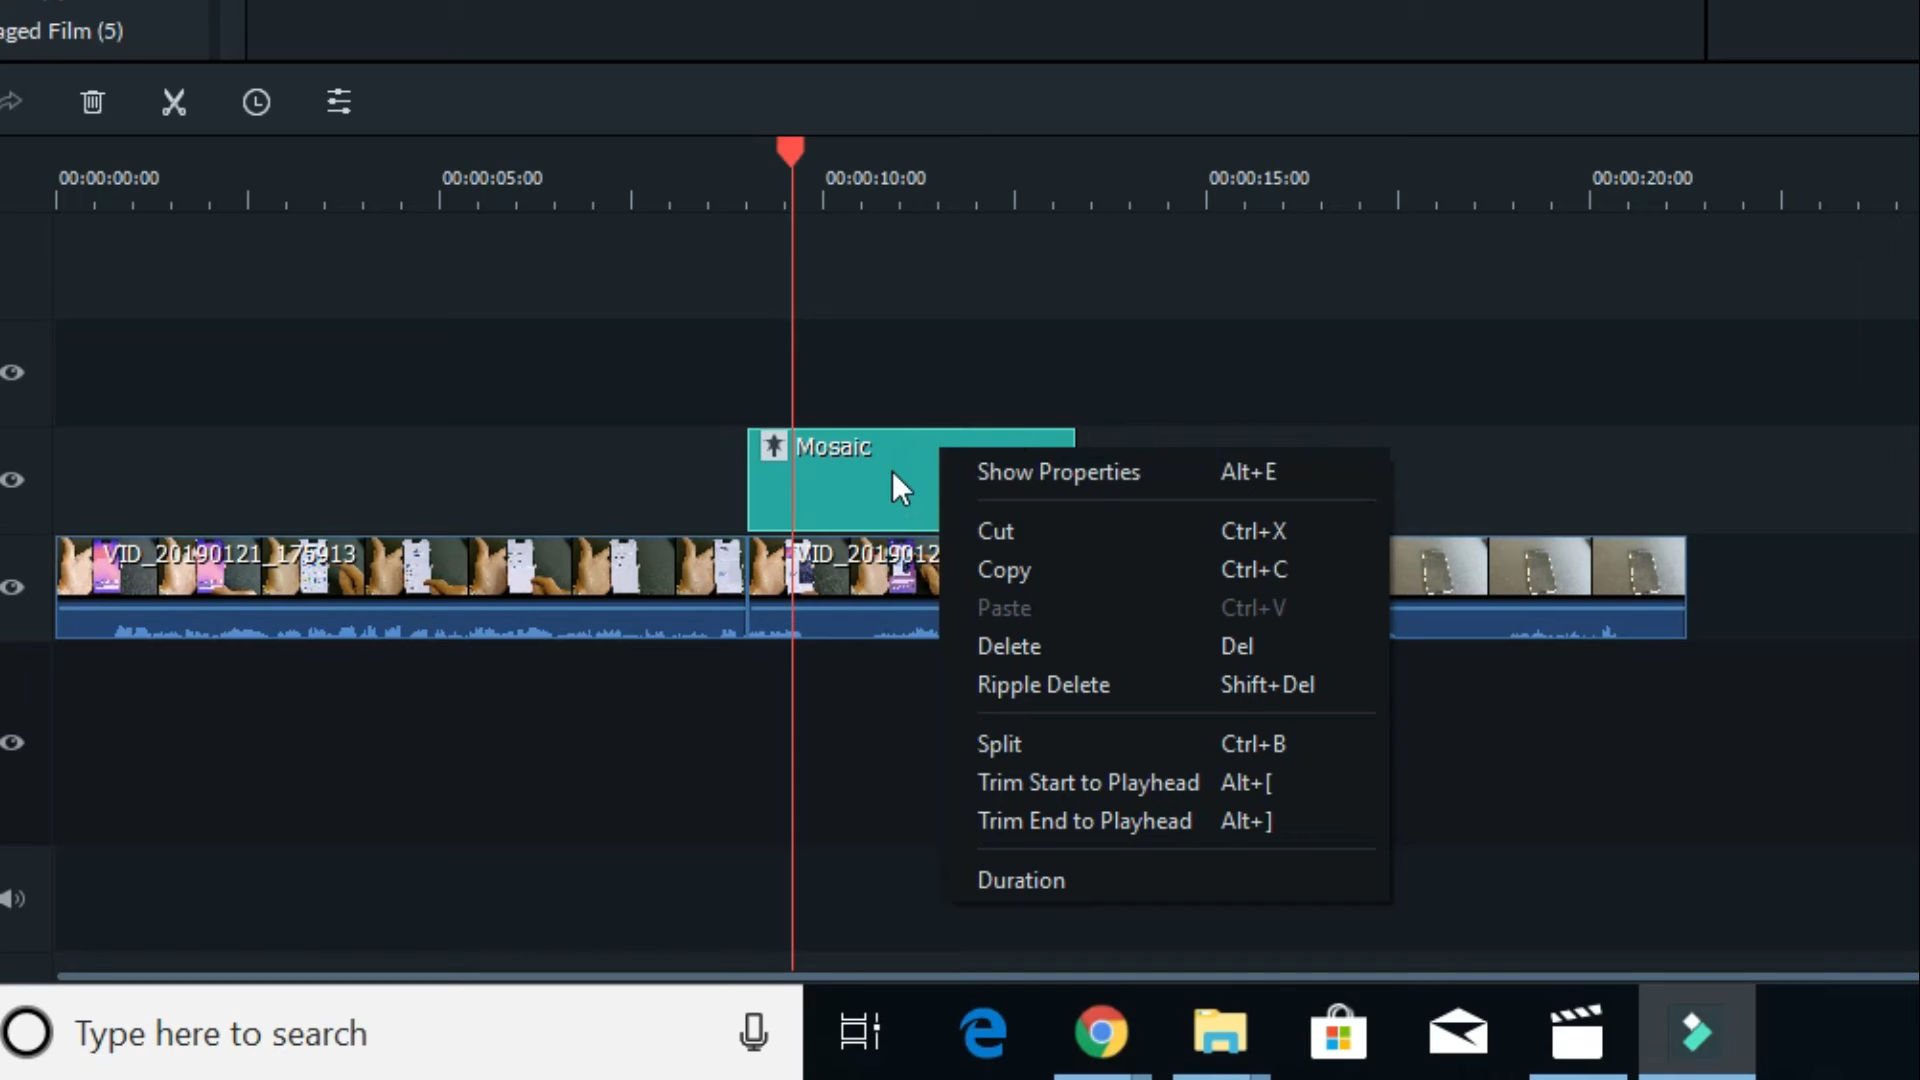 aged Film (5)
00:00:00:00 00:00:05:00 00:00:10:00 00:00:15:00 00:00:20:00
Mosaic
VID_20190121_175913 VID_2019012
Show Properties Alt+E
Cut Ctrl+X
Copy Ctrl+C
Paste Ctrl+V
Delete Del
Ripple Delete Shift+Del
Split Ctrl+B
Trim Start to Playhead Alt+[
Trim End to Playhead Alt+]
Duration
Type here to search